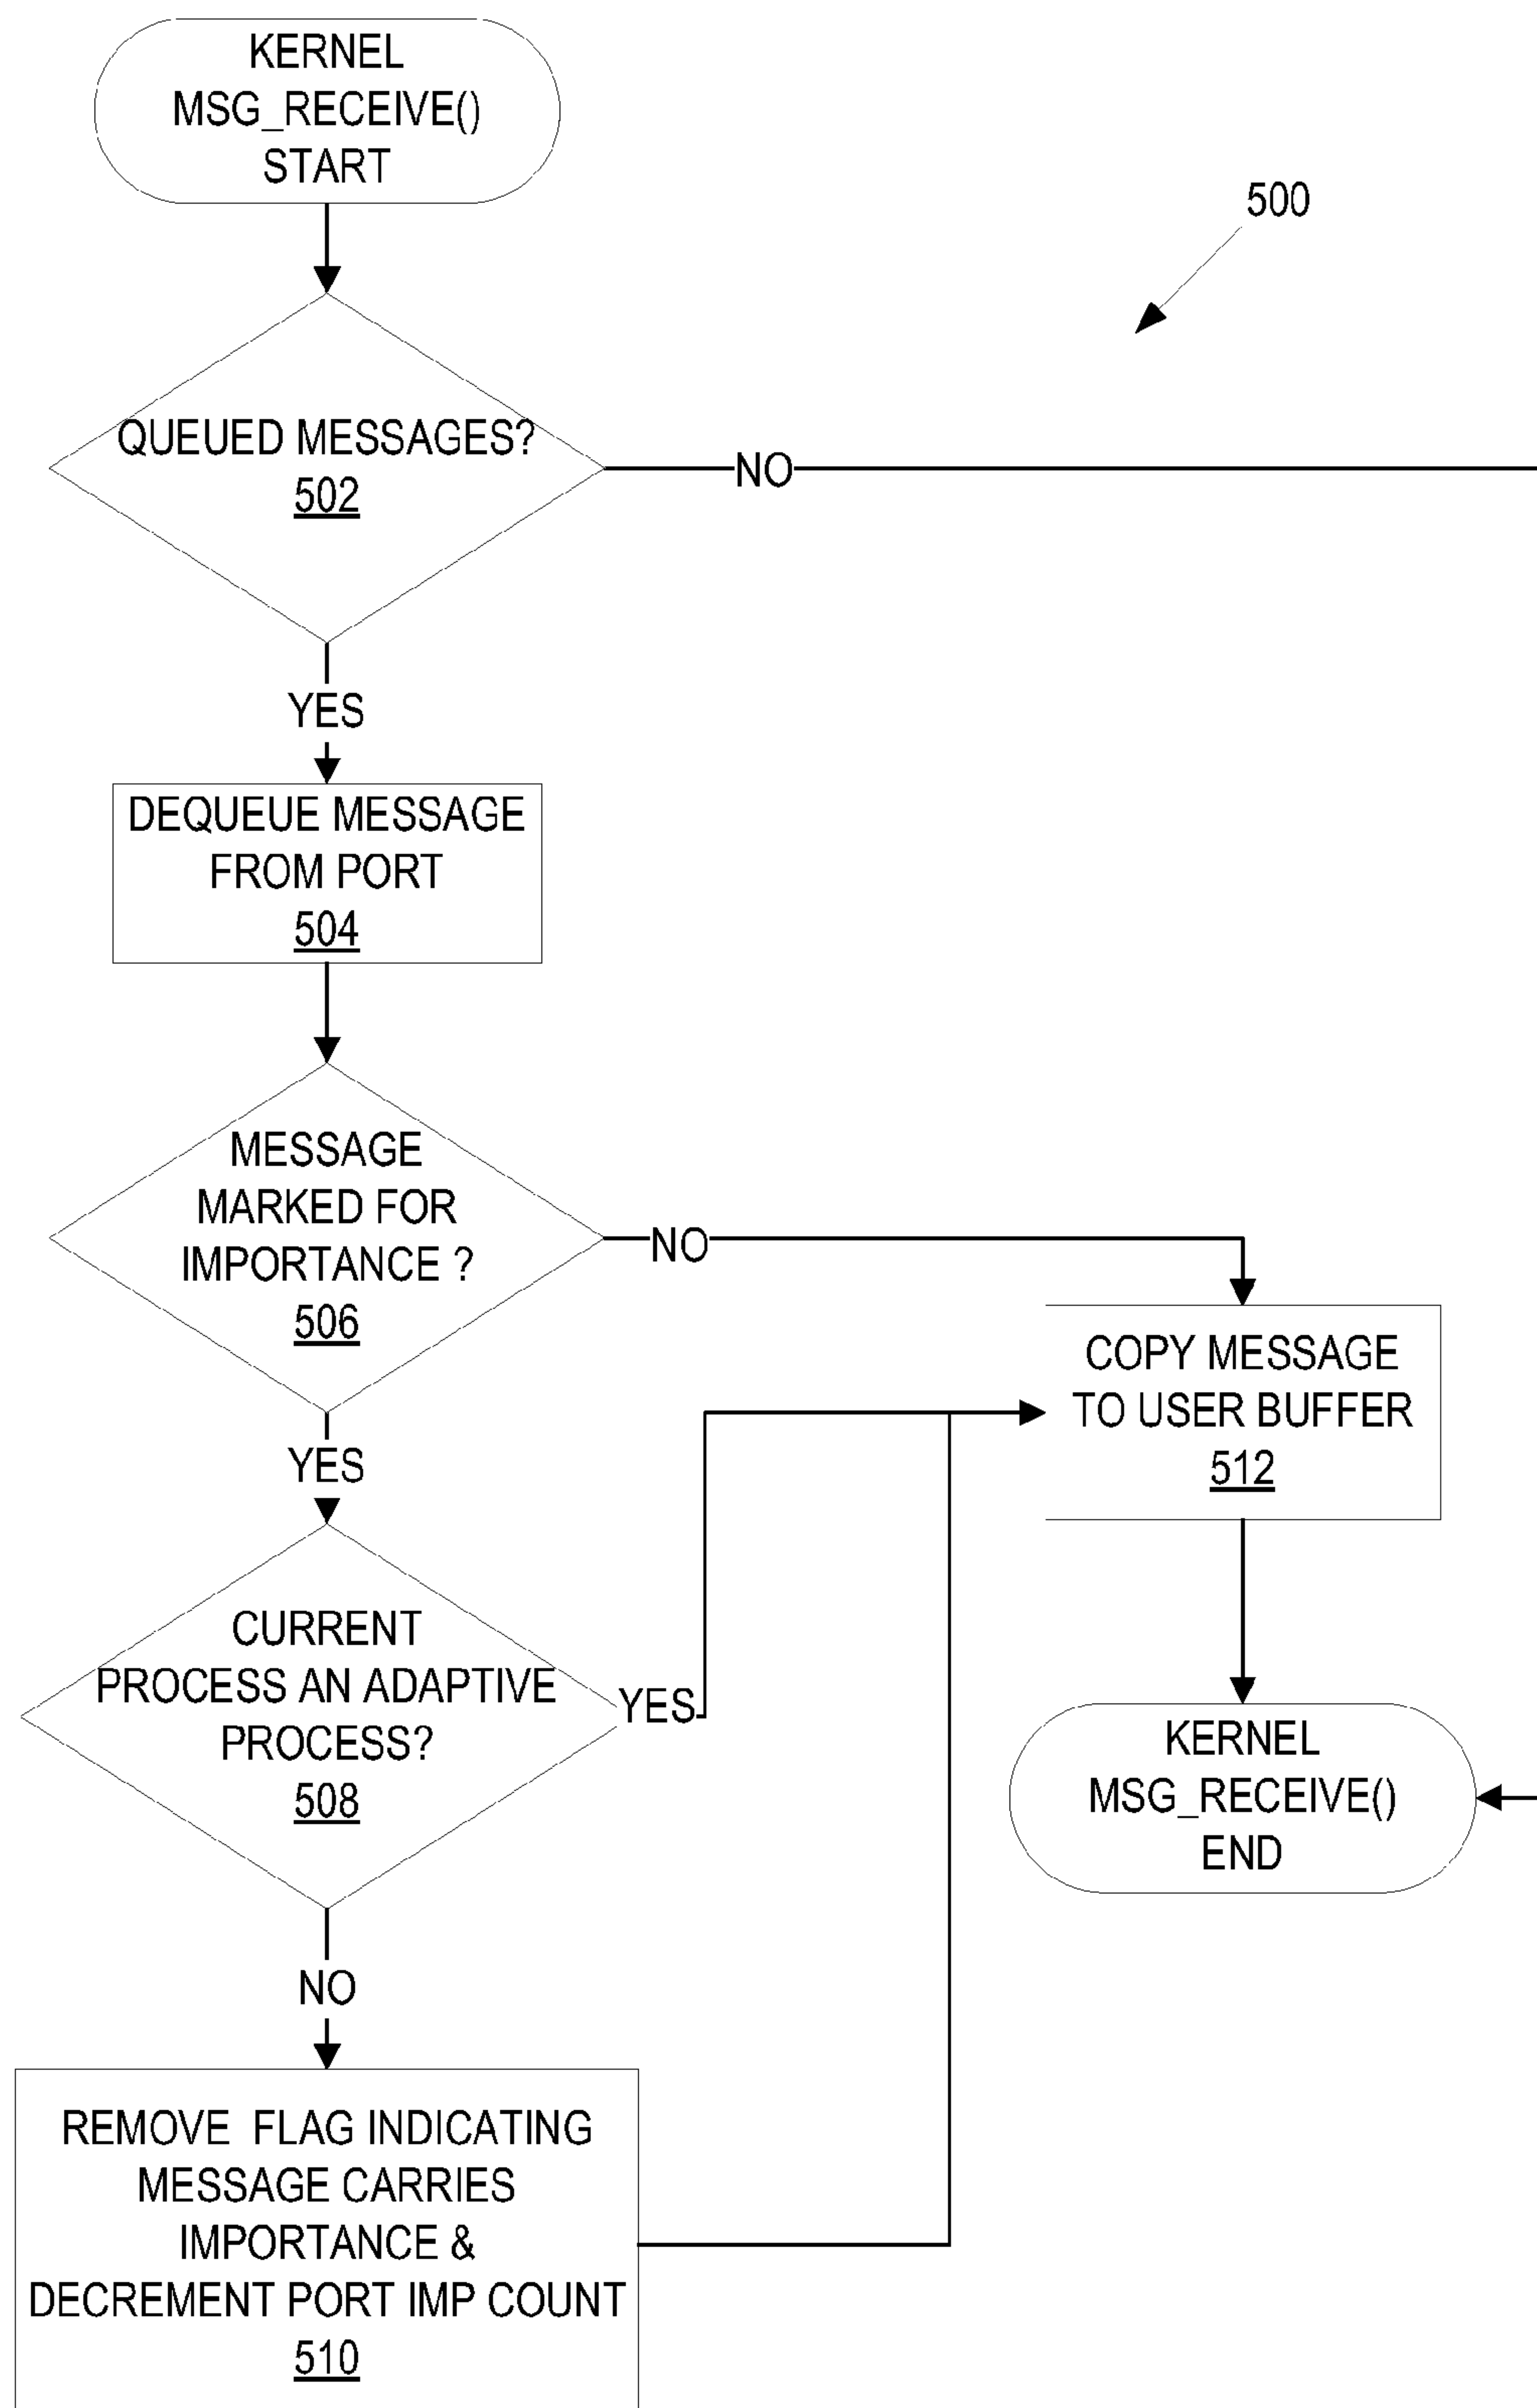 KERNEL
MSG_RECEIVE()
START
500
QUEUED MESSAGES?
502
NO
YES
DEQUEUE MESSAGE
FROM PORT
504
MESSAGE
MARKED FOR
IMPORTANCE ?
506
NO
YES
COPY MESSAGE
TO USER BUFFER
512
CURRENT
PROCESS AN ADAPTIVE
PROCESS?
508
YES
NO
KERNEL
MSG_RECEIVE()
END
REMOVE FLAG INDICATING
MESSAGE CARRIES
IMPORTANCE &
DECREMENT PORT IMP COUNT
510